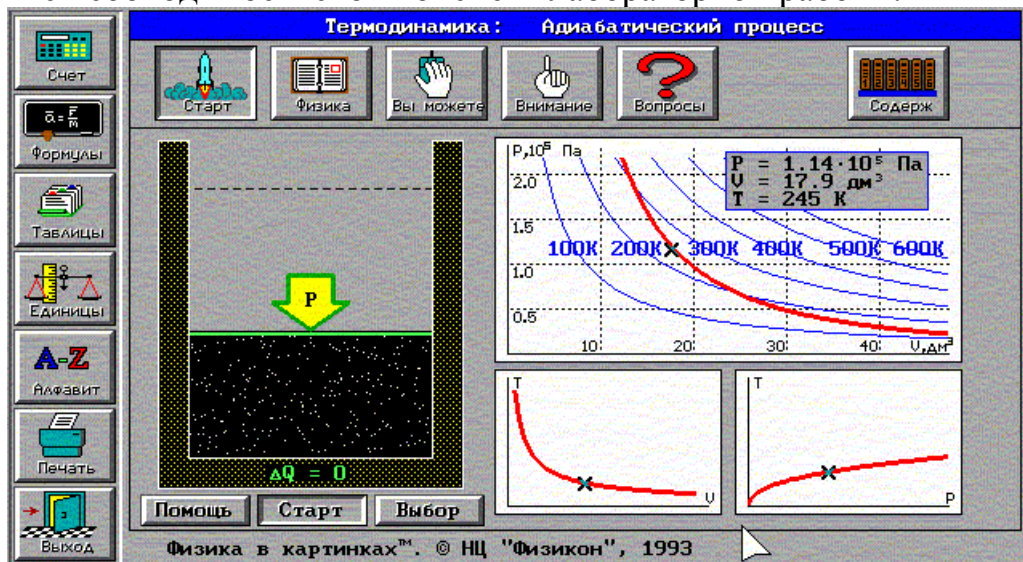 Термодинамика: Адиабатический процесс
Счет
Формулы
Таблицы
Единицы
A-Z
Алфавит
Печать
Выход
Старт
Физика
Вы можете
Внимание
Вопросы
Содерж
P
ΔQ = 0
Помощь
Старт
Выбор
P,10⁵ Па
P = 1.14·10⁵ Па
V = 17.9 дм³
T = 245 К
2.0
1.5
1.0
0.5
100К 200К 300К 400К 500К 600К
10 20 30 40 V,дм³
T
V
T
P
Физика в картинках™. © НЦ "Физикон", 1993